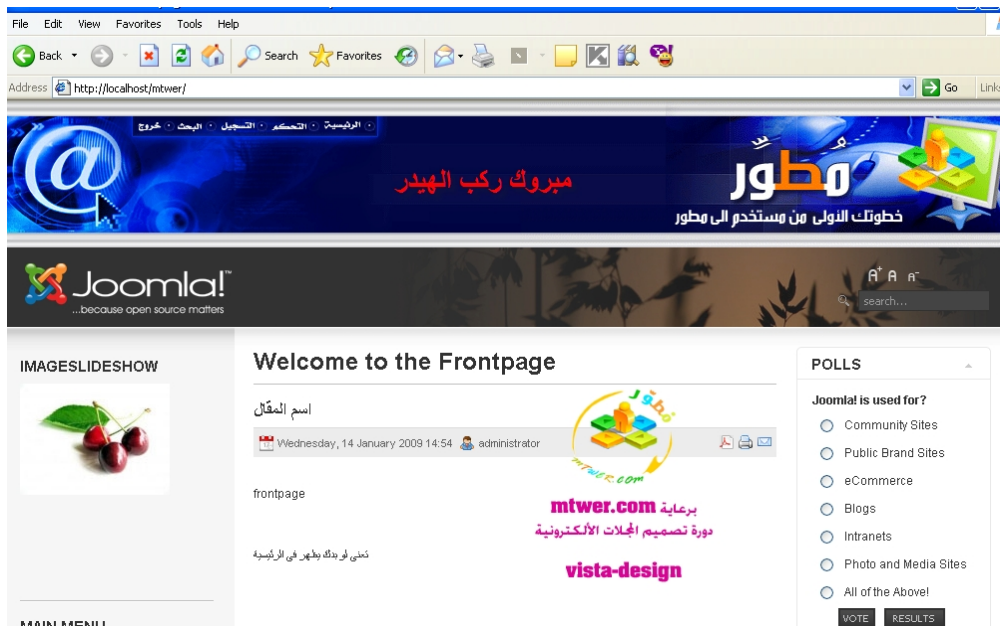 File Edit View Favorites Tools Help
Back Search Favorites
Address http://localhost/mtwer/ Go Links
الرئيسية · التحكم · التسجيل · البحث · خروج
مبروك ركب الهيدر
مطوِّر
خطوتك الاولى من مستخدم الى مطور
Joomla!™
...because open source matters
A+ A A-
search...
IMAGESLIDESHOW
Welcome to the Frontpage
اسم المقال
Wednesday, 14 January 2009 14:54 administrator
مطور
mTWER.COM
frontpage
برعاية mtwer.com
دورة تصميم المجلات الألكترونية
تعنى لو بدك يظهر فى الرئيسية
vista-design
POLLS
Joomla! is used for?
Community Sites
Public Brand Sites
eCommerce
Blogs
Intranets
Photo and Media Sites
All of the Above!
VOTE RESULTS
MAIN MENU